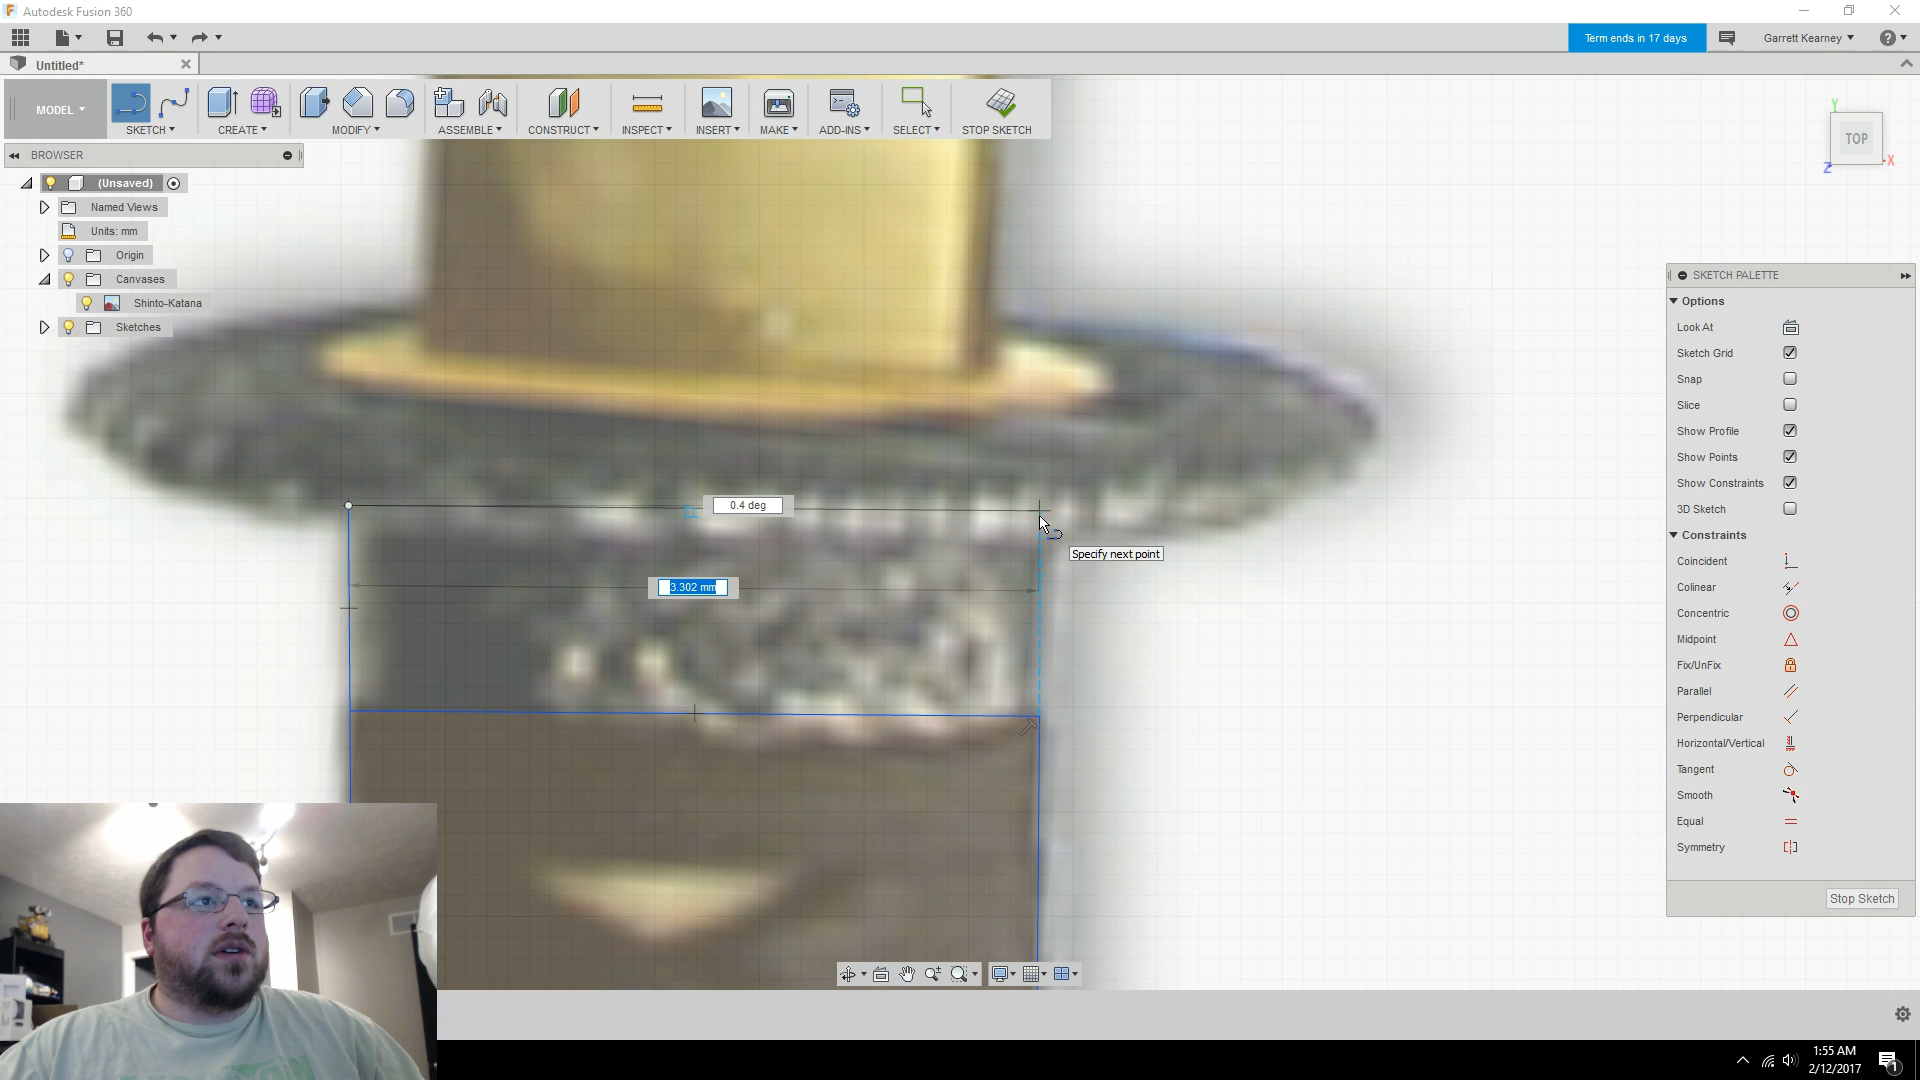 Autodesk Fusion 360
Term ends in 17 days
Garrett Kearney
Untitled*
MODEL
SKETCH
CREATE
MODIFY
ASSEMBLE
CONSTRUCT
INSPECT
INSERT
MAKE
ADD-INS
SELECT
STOP SKETCH
BROWSER
(Unsaved)
Named Views
Units: mm
Origin
Canvases
Shinto-Katana
Sketches
Y
TOP
X
Z
0.4 deg
3.302 mm
Specify next point
SKETCH PALETTE
Options
Look At
Sketch Grid
Snap
Slice
Show Profile
Show Points
Show Constraints
3D Sketch
Constraints
Coincident
Colinear
Concentric
Midpoint
Fix/UnFix
Parallel
Perpendicular
Horizontal/Vertical
Tangent
Smooth
Equal
Symmetry
Stop Sketch
1:55 AM
2/12/2017
1